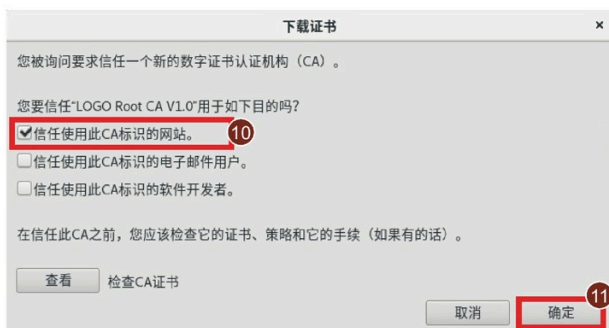 下载证书 ×
您被询问要求信任一个新的数字证书认证机构（CA）。
您要信任“LOGO Root CA V1.0”用于如下目的吗?
信任使用此CA标识的网站。 10
信任使用此CA标识的电子邮件用户。
信任使用此CA标识的软件开发者。
在信任此CA之前，您应该检查它的证书、策略和它的手续（如果有的话）。
查看 检查CA证书
11
取消 确定